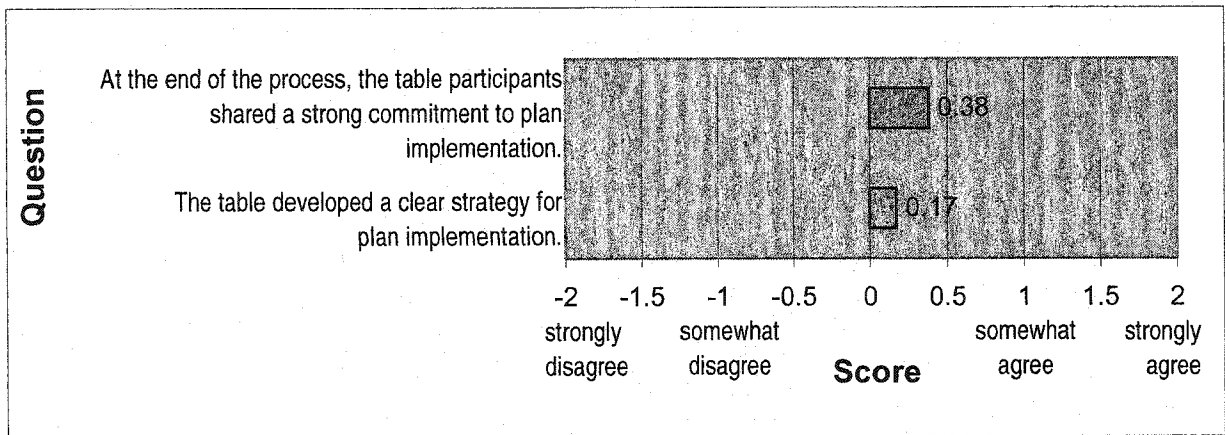 Question
At the end of the process, the table participants
shared a strong commitment to plan
implementation.
0.38
The table developed a clear strategy for
plan implementation.
0.17
-2 -1.5 -1 -0.5 0 0.5 1 1.5 2
strongly somewhat somewhat strongly
disagree disagree Score agree agree